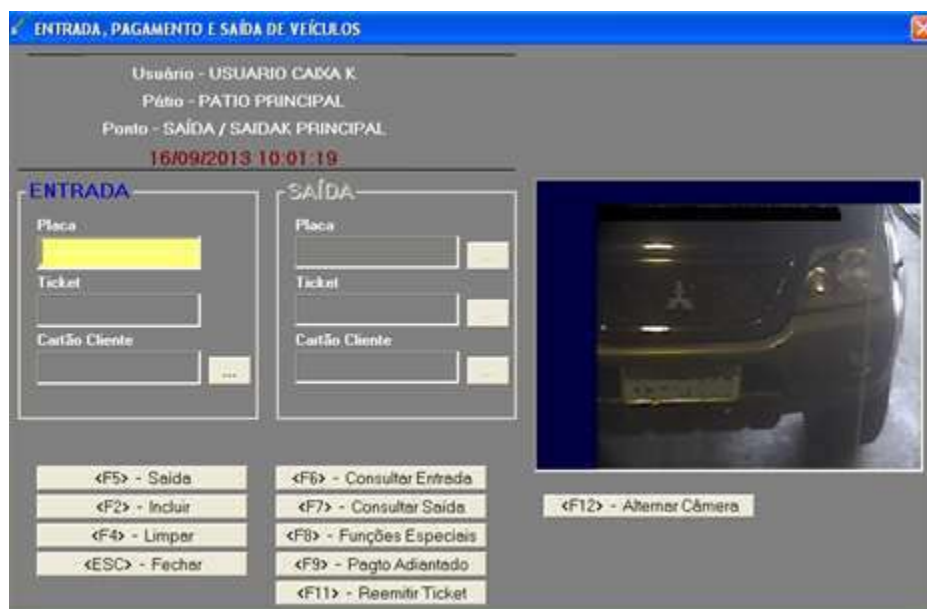 ENTRADA, PAGAMENTO E SAÍDA DE VEÍCULOS
Usuário - USUARIO CAIXA K
Pátio - PATIO PRINCIPAL
Ponto - SAÍDA / SAIDAK PRINCIPAL
16/09/2013 10:01:19
ENTRADA
Placa
Ticket
Cartão Cliente
...
SAÍDA
Placa
...
Ticket
...
Cartão Cliente
...
<F5> - Saída
<F2> - Incluir
<F4> - Limpar
<ESC> - Fechar
<F6> - Consultar Entrada
<F7> - Consultar Saída
<F8> - Funções Especiais
<F9> - Pagto Adiantado
<F11> - Reemitir Ticket
<F12> - Alternar Câmera